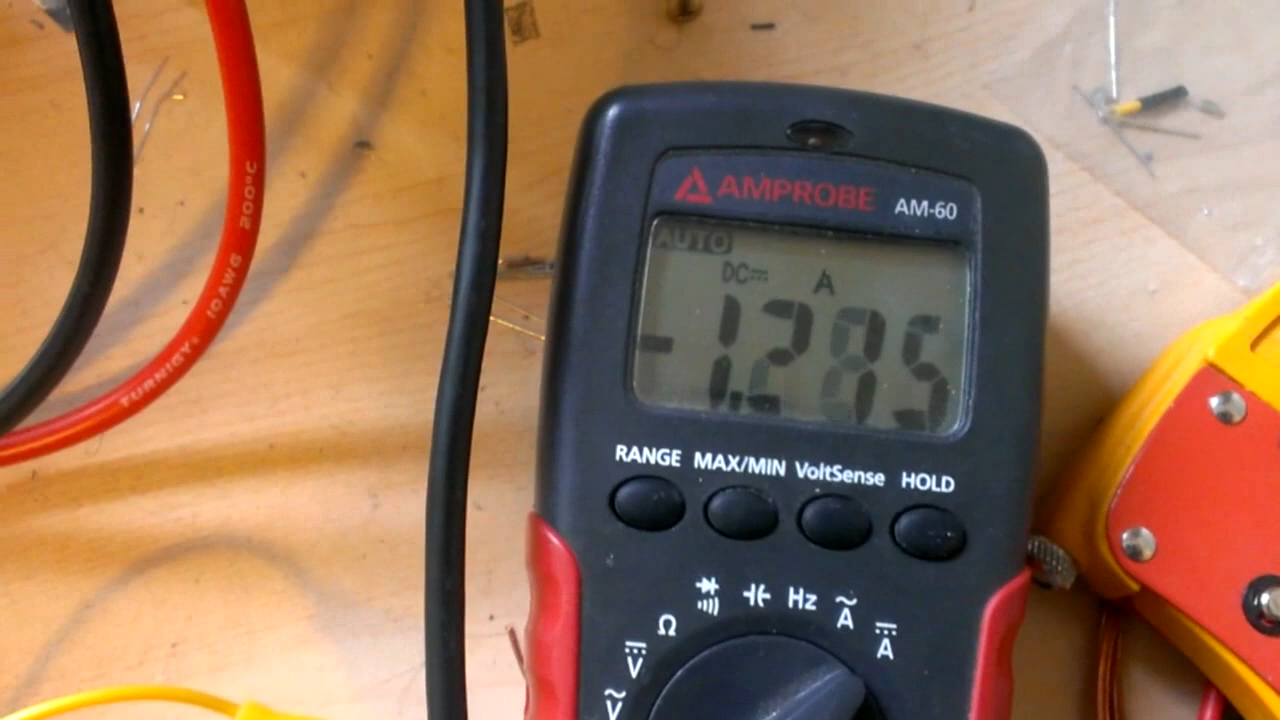 AMPROBE AM-60
AUTO
DC A
-1.285
RANGE MAX/MIN VoltSense HOLD
Hz
Ω
A
A
V
V
TURNIGY® 10AWG 200°C